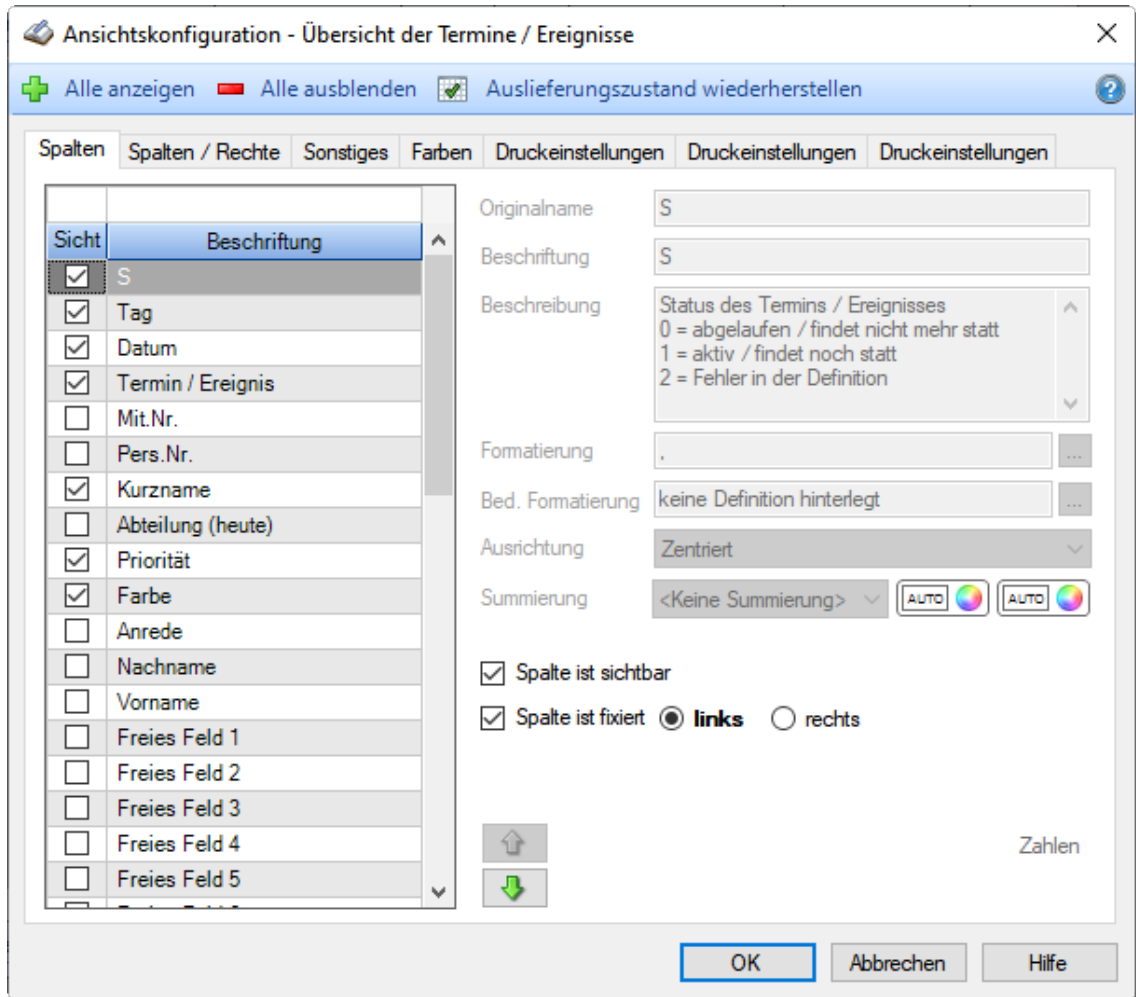 Ansichtskonfiguration - Übersicht der Termine / Ereignisse
Alle anzeigen Alle ausblenden Auslieferungszustand wiederherstellen
Spalten Spalten / Rechte Sonstiges Farben Druckeinstellungen Druckeinstellungen Druckeinstellungen
Sicht Beschriftung
S
Tag
Datum
Termin / Ereignis
Mit.Nr.
Pers.Nr.
Kurzname
Abteilung (heute)
Priorität
Farbe
Anrede
Nachname
Vorname
Freies Feld 1
Freies Feld 2
Freies Feld 3
Freies Feld 4
Freies Feld 5
Originalname S
Beschriftung S
Beschreibung Status des Termins / Ereignisses
0 = abgelaufen / findet nicht mehr statt
1 = aktiv / findet noch statt
2 = Fehler in der Definition
Formatierung , ...
Bed. Formatierung keine Definition hinterlegt ...
Ausrichtung Zentriert
Summierung <Keine Summierung> AUTO AUTO
Spalte ist sichtbar
Spalte ist fixiert links rechts
Zahlen
OK Abbrechen Hilfe